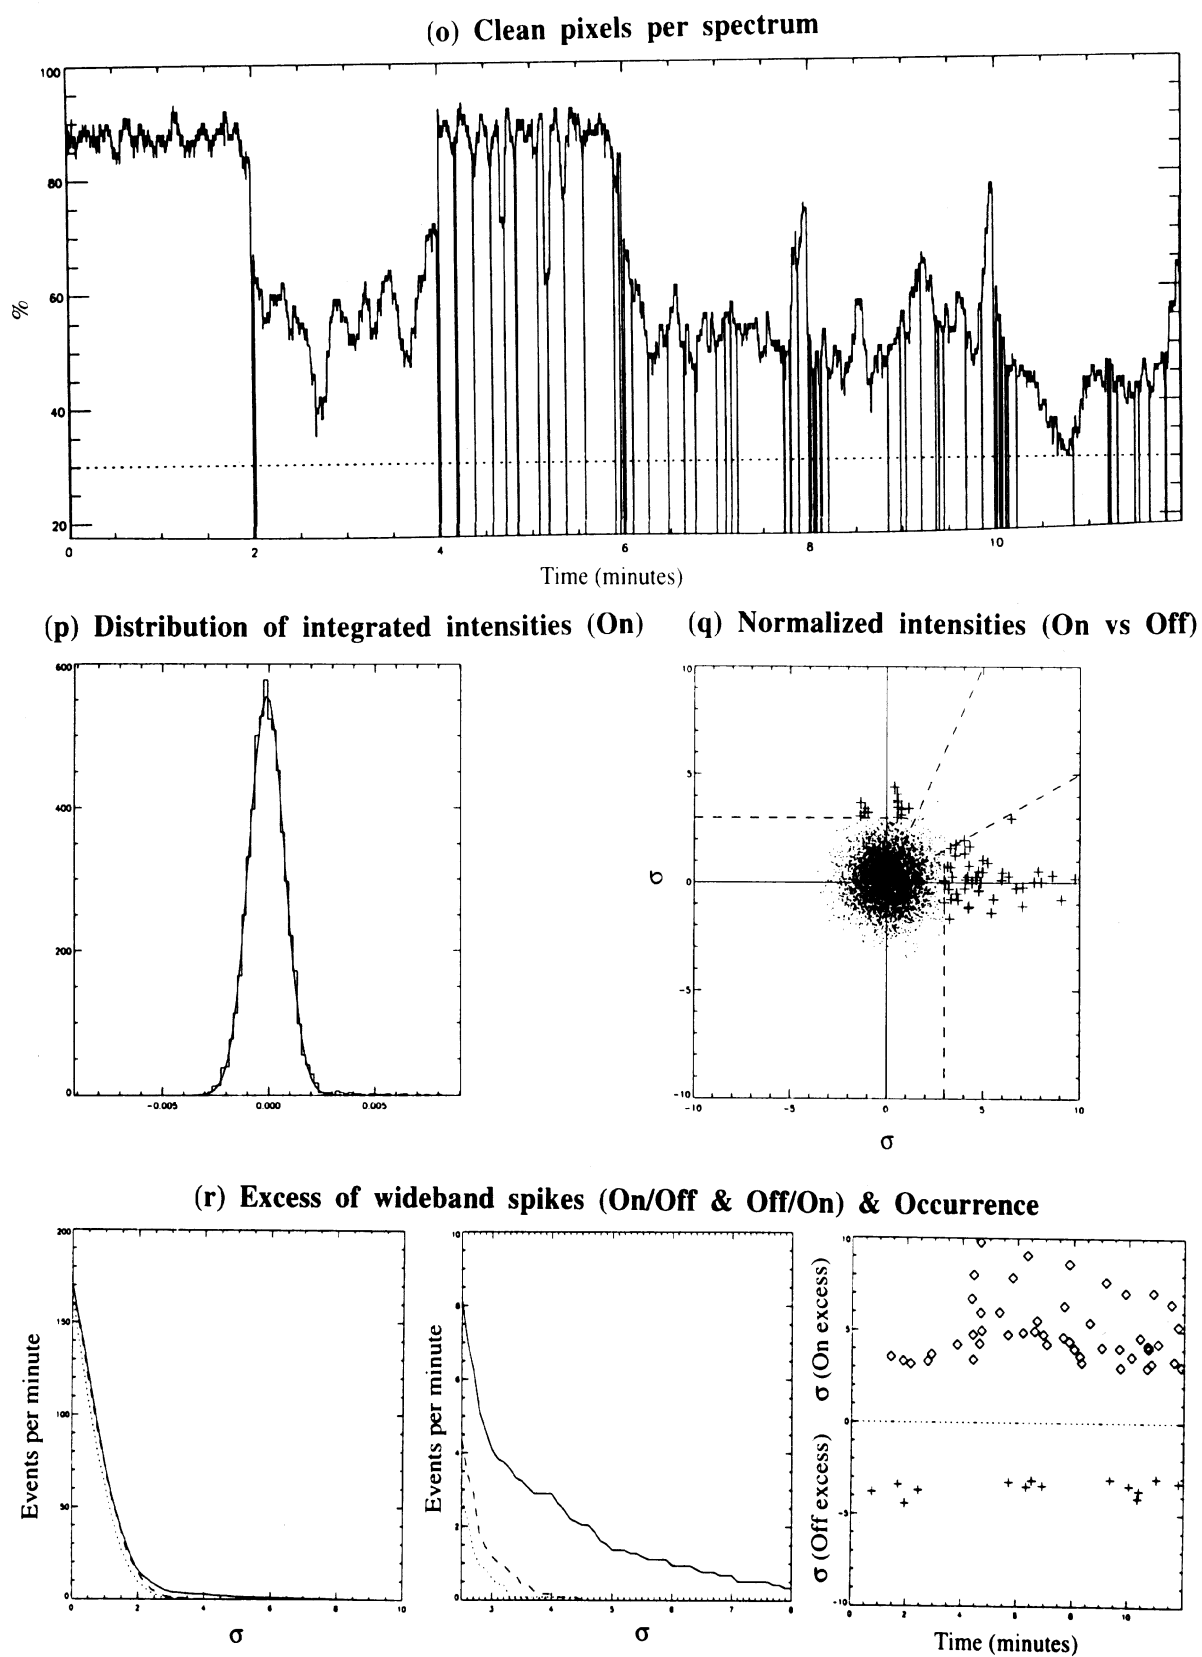 (o) Clean pixels per spectrum
100
80
60
40
20
%
0 2 4 6 8 10
Time (minutes)
(p) Distribution of integrated intensities (On)
600
400
200
0
-0.005 0.000 0.005
(q) Normalized intensities (On vs Off)
10
5
0
-5
-10
σ
-10 -5 0 5 10
σ
(r) Excess of wideband spikes (On/Off & Off/On) & Occurrence
Events per minute
200
150
100
50
0
0 2 4 6 8 10
σ
Events per minute
10
8
6
4
2
0
3 4 5 6 7 8
σ
σ (Off excess) σ (On excess)
10
5
0
-5
-10
0 2 4 6 8 10
Time (minutes)